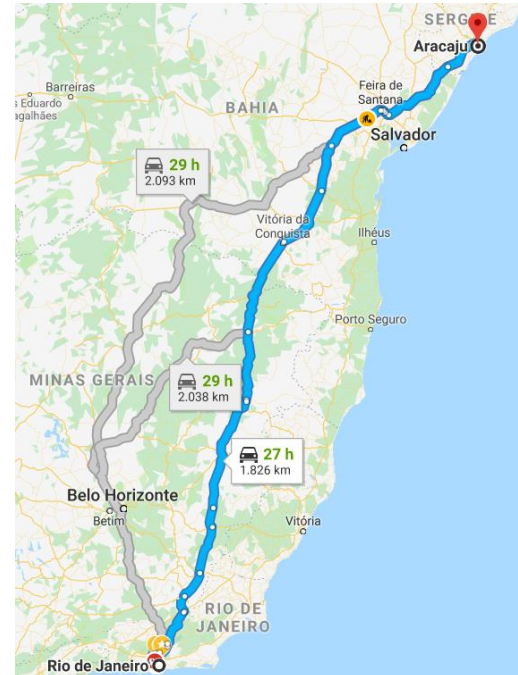 SERGIPE
Aracaju
Barreiras
Feira de
Santana
s Eduardo
agalhães
BAHIA
Salvador
29 h
2.093 km
Vitória da
Conquista
Ilhéus
Porto Seguro
MINAS GERAIS
29 h
2.038 km
27 h
1.826 km
Belo Horizonte
Betim
Vitória
RIO DE
JANEIRO
Rio de Janeiro